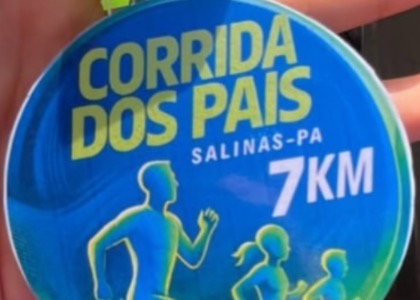 CORRIDA
DOS PAIS
SALINAS-PA
7KM